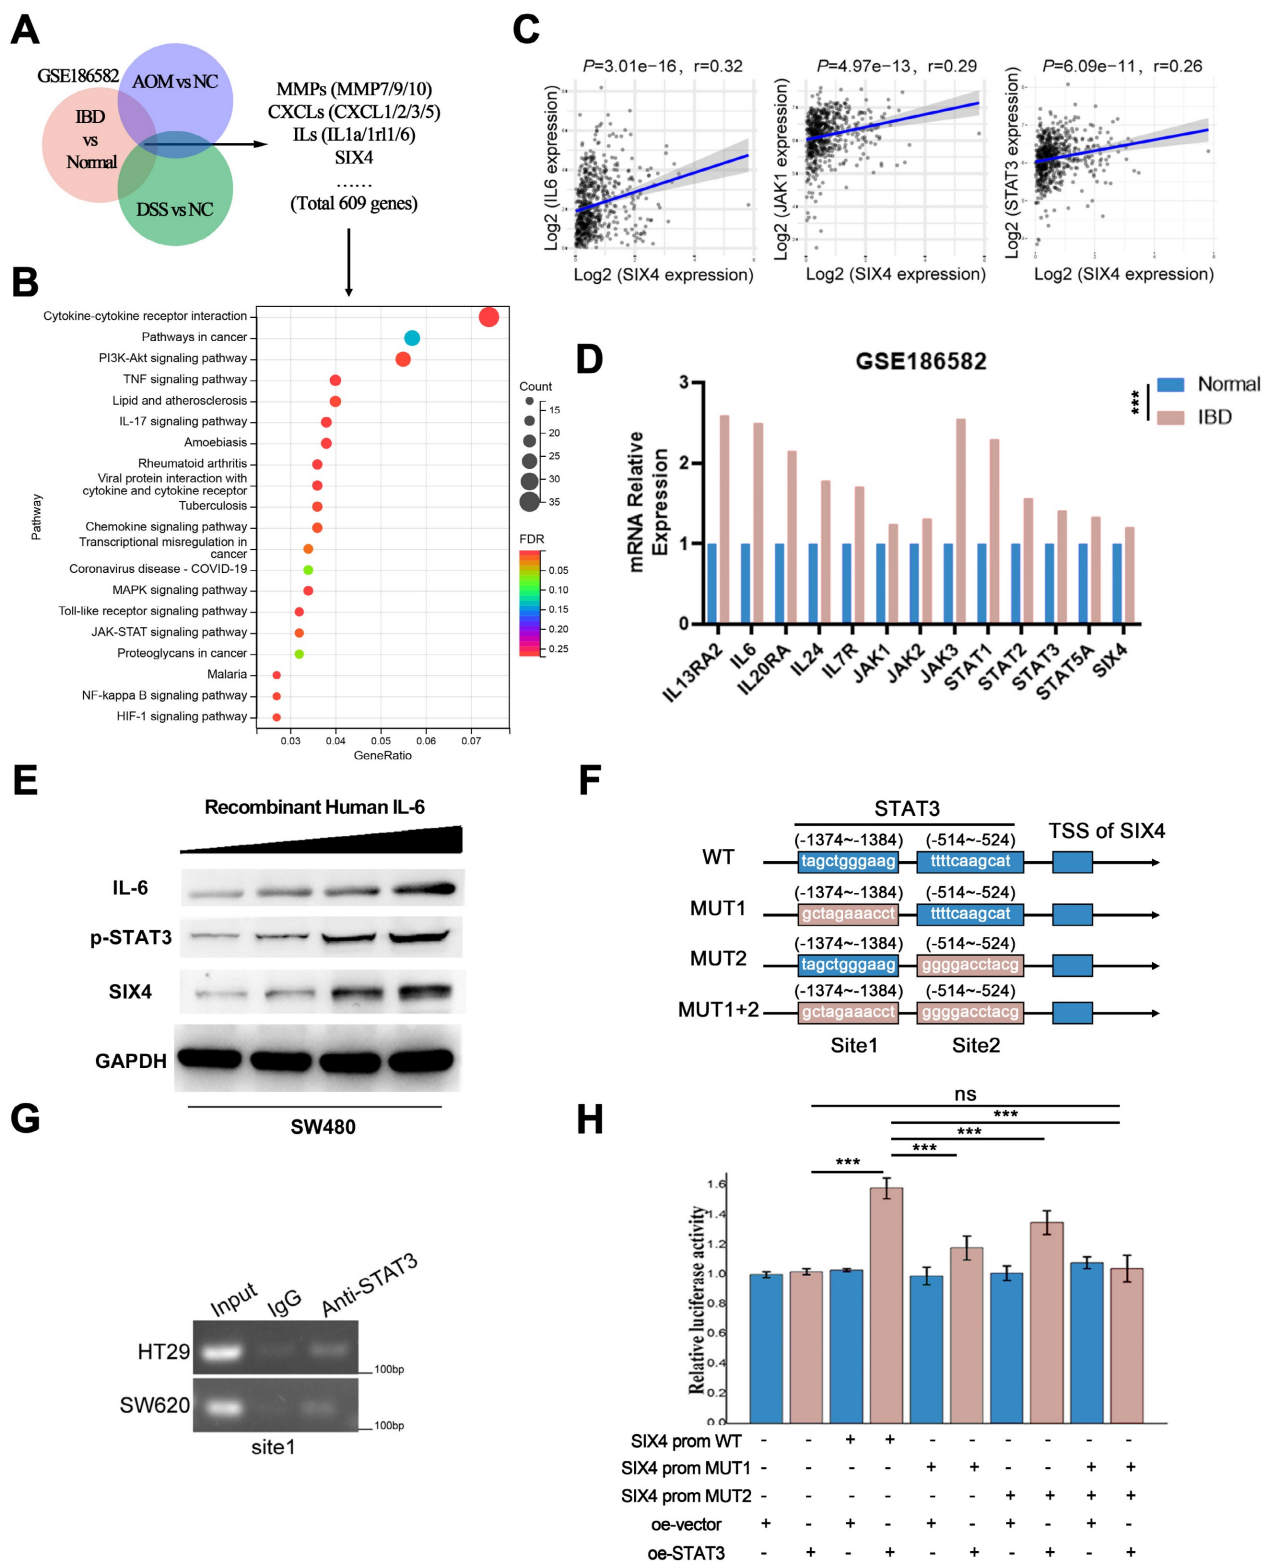 A
GSE186582
AOM vs NC
IBD
vs
Normal
DSS vs NC
MMPs (MMP7/9/10)
CXCLs (CXCL1/2/3/5)
ILs (IL1a/1rl1/6)
SIX4
......
(Total 609 genes)
B
Pathway
Cytokine-cytokine receptor interaction
Pathways in cancer
PI3K-Akt signaling pathway
TNF signaling pathway
Lipid and atherosclerosis
IL-17 signaling pathway
Amoebiasis
Rheumatoid arthritis
Viral protein interaction with
cytokine and cytokine receptor
Tuberculosis
Chemokine signaling pathway
Transcriptional misregulation in
cancer
Coronavirus disease - COVID-19
MAPK signaling pathway
Toll-like receptor signaling pathway
JAK-STAT signaling pathway
Proteoglycans in cancer
Malaria
NF-kappa B signaling pathway
HIF-1 signaling pathway
0.03 0.04 0.05 0.06 0.07
GeneRatio
Count
15
20
25
30
35
FDR
0.05
0.10
0.15
0.20
0.25
C
P=3.01e-16, r=0.32
Log2 (IL6 expression)
Log2 (SIX4 expression)
P=4.97e-13, r=0.29
Log2 (JAK1 expression)
Log2 (SIX4 expression)
P=6.09e-11, r=0.26
Log2 (STAT3 expression)
Log2 (SIX4 expression)
D
GSE186582
Normal
IBD
***
mRNA Relative
Expression
3
2
1
0
IL13RA2 IL6 IL20RA IL24 IL7R JAK1 JAK2 JAK3 STAT1 STAT2 STAT3 STAT5A SIX4
E
Recombinant Human IL-6
IL-6
p-STAT3
SIX4
GAPDH
SW480
F
STAT3
TSS of SIX4
(-1374~-1384) (-514~-524)
WT tagctgggaag ttttcaagcat
(-1374~-1384) (-514~-524)
MUT1 gctagaaacct ttttcaagcat
(-1374~-1384) (-514~-524)
MUT2 tagctgggaag ggggacctacg
(-1374~-1384) (-514~-524)
MUT1+2 gctagaaacct ggggacctacg
Site1 Site2
G
Input IgG Anti-STAT3
HT29
100bp
SW620
100bp
site1
H
ns
***
***
***
***
Relative luciferase activity
1.6
1.4
1.2
1.0
0.8
0.6
0.4
0.2
0.0
SIX4 prom WT - - + + - - - - - -
SIX4 prom MUT1 - - - - + + - - + +
SIX4 prom MUT2 - - - - - - + + + +
oe-vector + - + - + - + - + -
oe-STAT3 - + - + - + - + - +